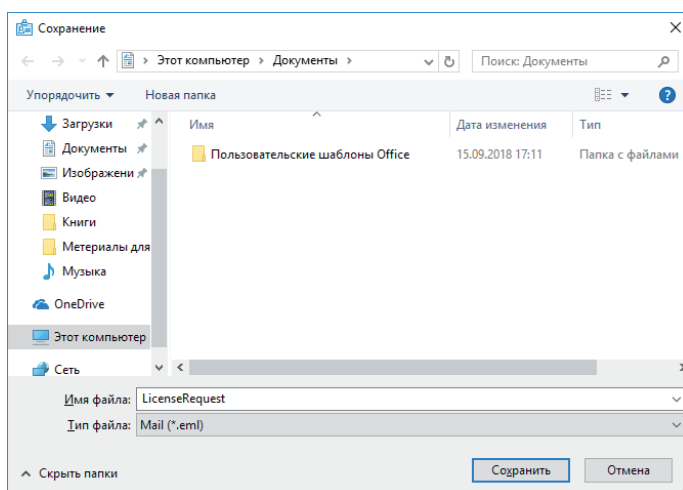 Сохранение
Этот компьютер > Документы >
Поиск: Документы
Упорядочить Новая папка
Имя Дата изменения Тип
Загрузки
Документы
Изображени
Видео
Книги
Метериалы для
Музыка
OneDrive
Этот компьютер
Сеть
Пользовательские шаблоны Office 15.09.2018 17:11 Папка с файлами
Имя файла: LicenseRequest
Тип файла: Mail (*.eml)
Скрыть папки Сохранить Отмена